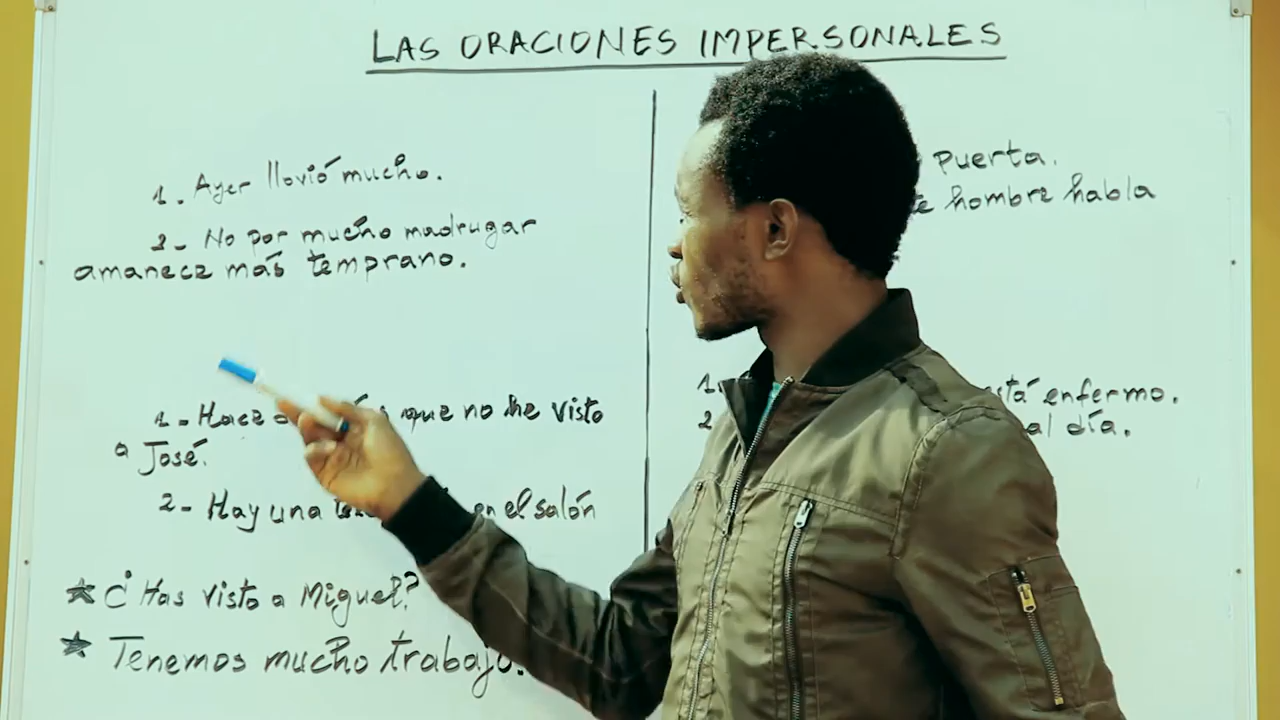 LAS ORACIONES IMPERSONALES
1. Ayer llovió mucho.
2- No por mucho madrugar
amanece más temprano.
1- Hace que no he visto
a José.
2- Hay una en el salón
★ ¿Has visto a Miguel?
★ Tenemos mucho trabajo.
puerta.
hombre habla
1. está enfermo.
2 al día.